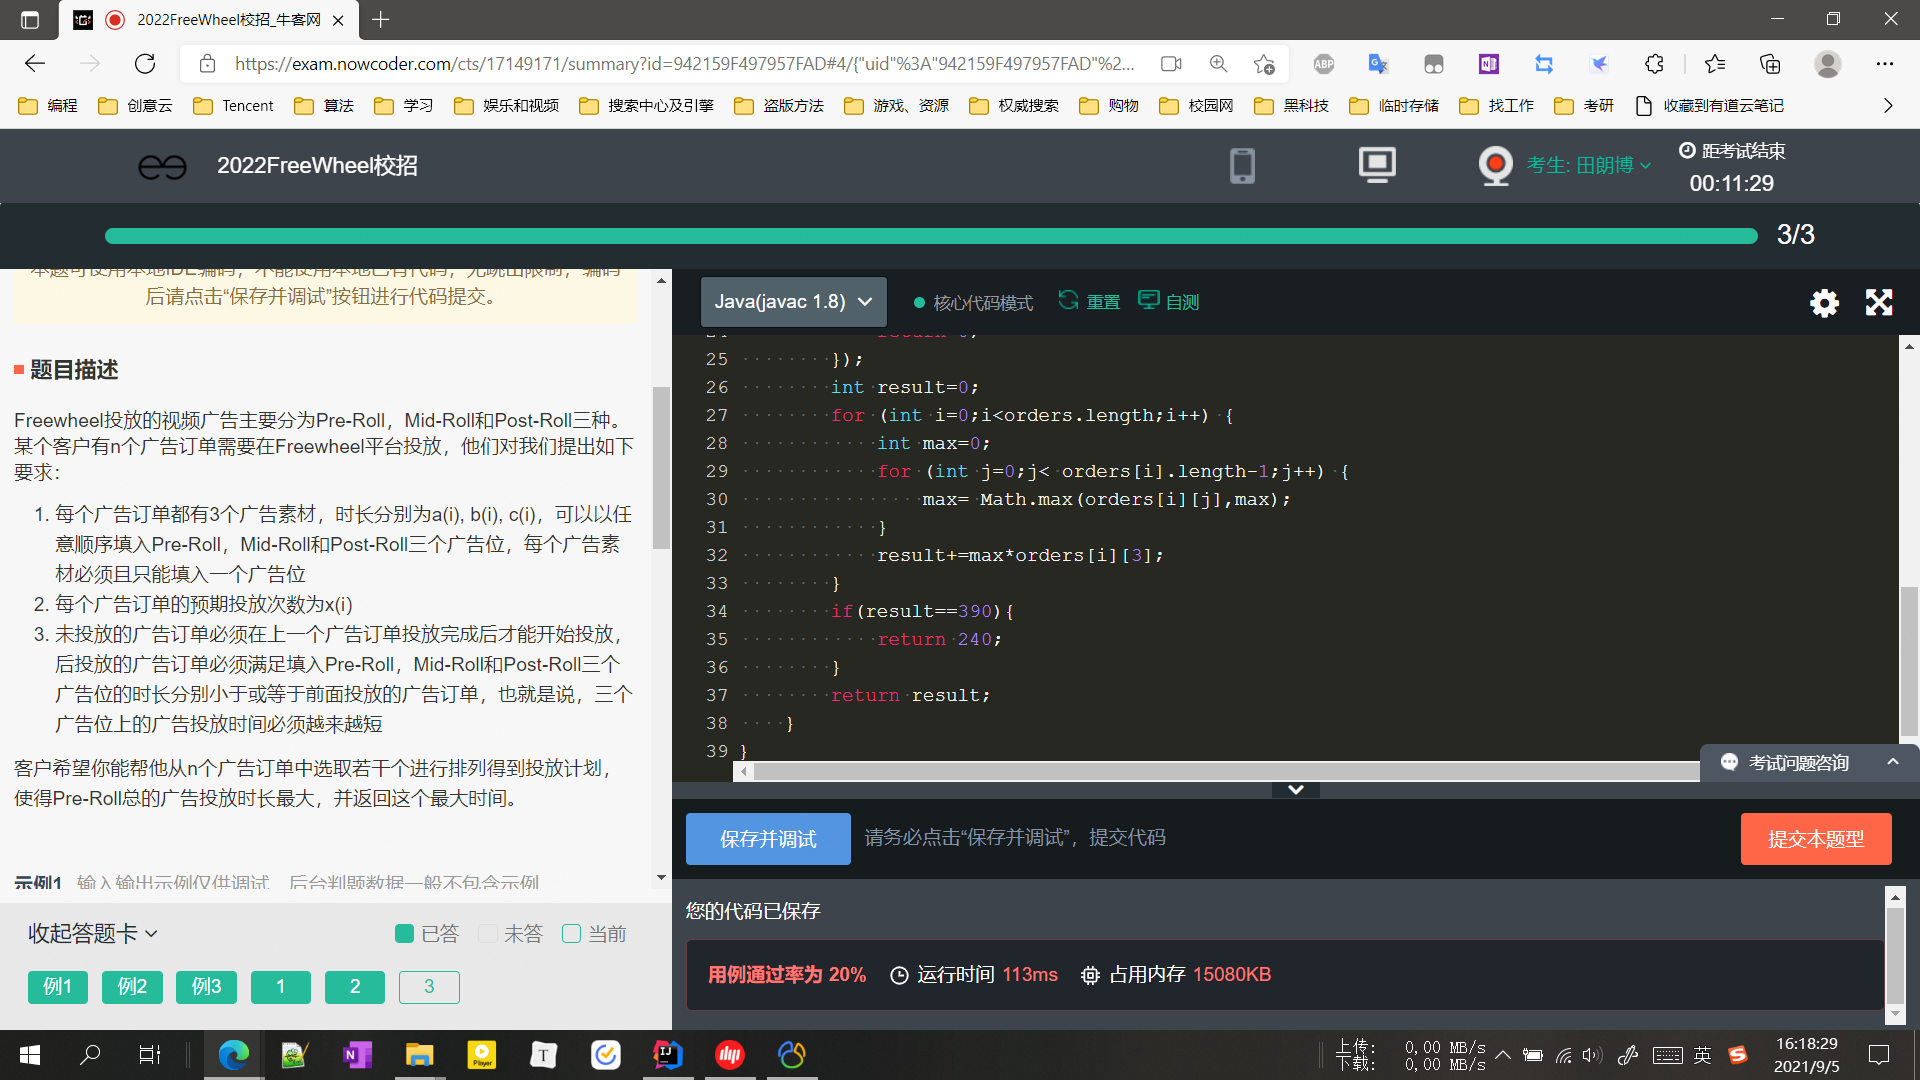 2022FreeWheel校招_牛客网
https://exam.nowcoder.com/cts/17149171/summary?id=942159F497957FAD#4/{"uid"%3A"942159F497957FAD"%2...
ABP
编程 创意云 Tencent 算法 学习 娱乐和视频 搜索中心及引擎 盗版方法 游戏、资源 权威搜索 购物 校园网 黑科技 临时存储 找工作 考研 收藏到有道云笔记
2022FreeWheel校招
考生: 田朗博
距考试结束
00:11:29
3/3
本题可使用本地IDE编码，不能使用本地已有代码，无跳出限制，编码
后请点击“保存并调试”按钮进行代码提交。
题目描述
Freewheel投放的视频广告主要分为Pre-Roll，Mid-Roll和Post-Roll三种。
某个客户有n个广告订单需要在Freewheel平台投放，他们对我们提出如下
要求：
1. 每个广告订单都有3个广告素材，时长分别为a(i), b(i), c(i)，可以以任
意顺序填入Pre-Roll，Mid-Roll和Post-Roll三个广告位，每个广告素
材必须且只能填入一个广告位
2. 每个广告订单的预期投放次数为x(i)
3. 未投放的广告订单必须在上一个广告订单投放完成后才能开始投放，
后投放的广告订单必须满足填入Pre-Roll，Mid-Roll和Post-Roll三个
广告位的时长分别小于或等于前面投放的广告订单，也就是说，三个
广告位上的广告投放时间必须越来越短
客户希望你能帮他从n个广告订单中选取若干个进行排列得到投放计划，
使得Pre-Roll总的广告投放时长最大，并返回这个最大时间。
示例1 输入输出示例仅供调试，后台判题数据一般不包含示例
收起答题卡
已答 未答 当前
例1 例2 例3 1 2 3
Java(javac 1.8)
核心代码模式 重置 自测
24 return 0;
25 });
26 int result=0;
27 for (int i=0;i<orders.length;i++) {
28 int max=0;
29 for (int j=0;j< orders[i].length-1;j++) {
30 max= Math.max(orders[i][j],max);
31 }
32 result+=max*orders[i][3];
33 }
34 if(result==390){
35 return 240;
36 }
37 return result;
38 }
39 }
考试问题咨询
保存并调试 请务必点击“保存并调试”，提交代码
提交本题型
您的代码已保存
用例通过率为 20% 运行时间 113ms 占用内存 15080KB
上传: 0,00 MB/s
下载: 0,00 MB/s
英
16:18:29
2021/9/5